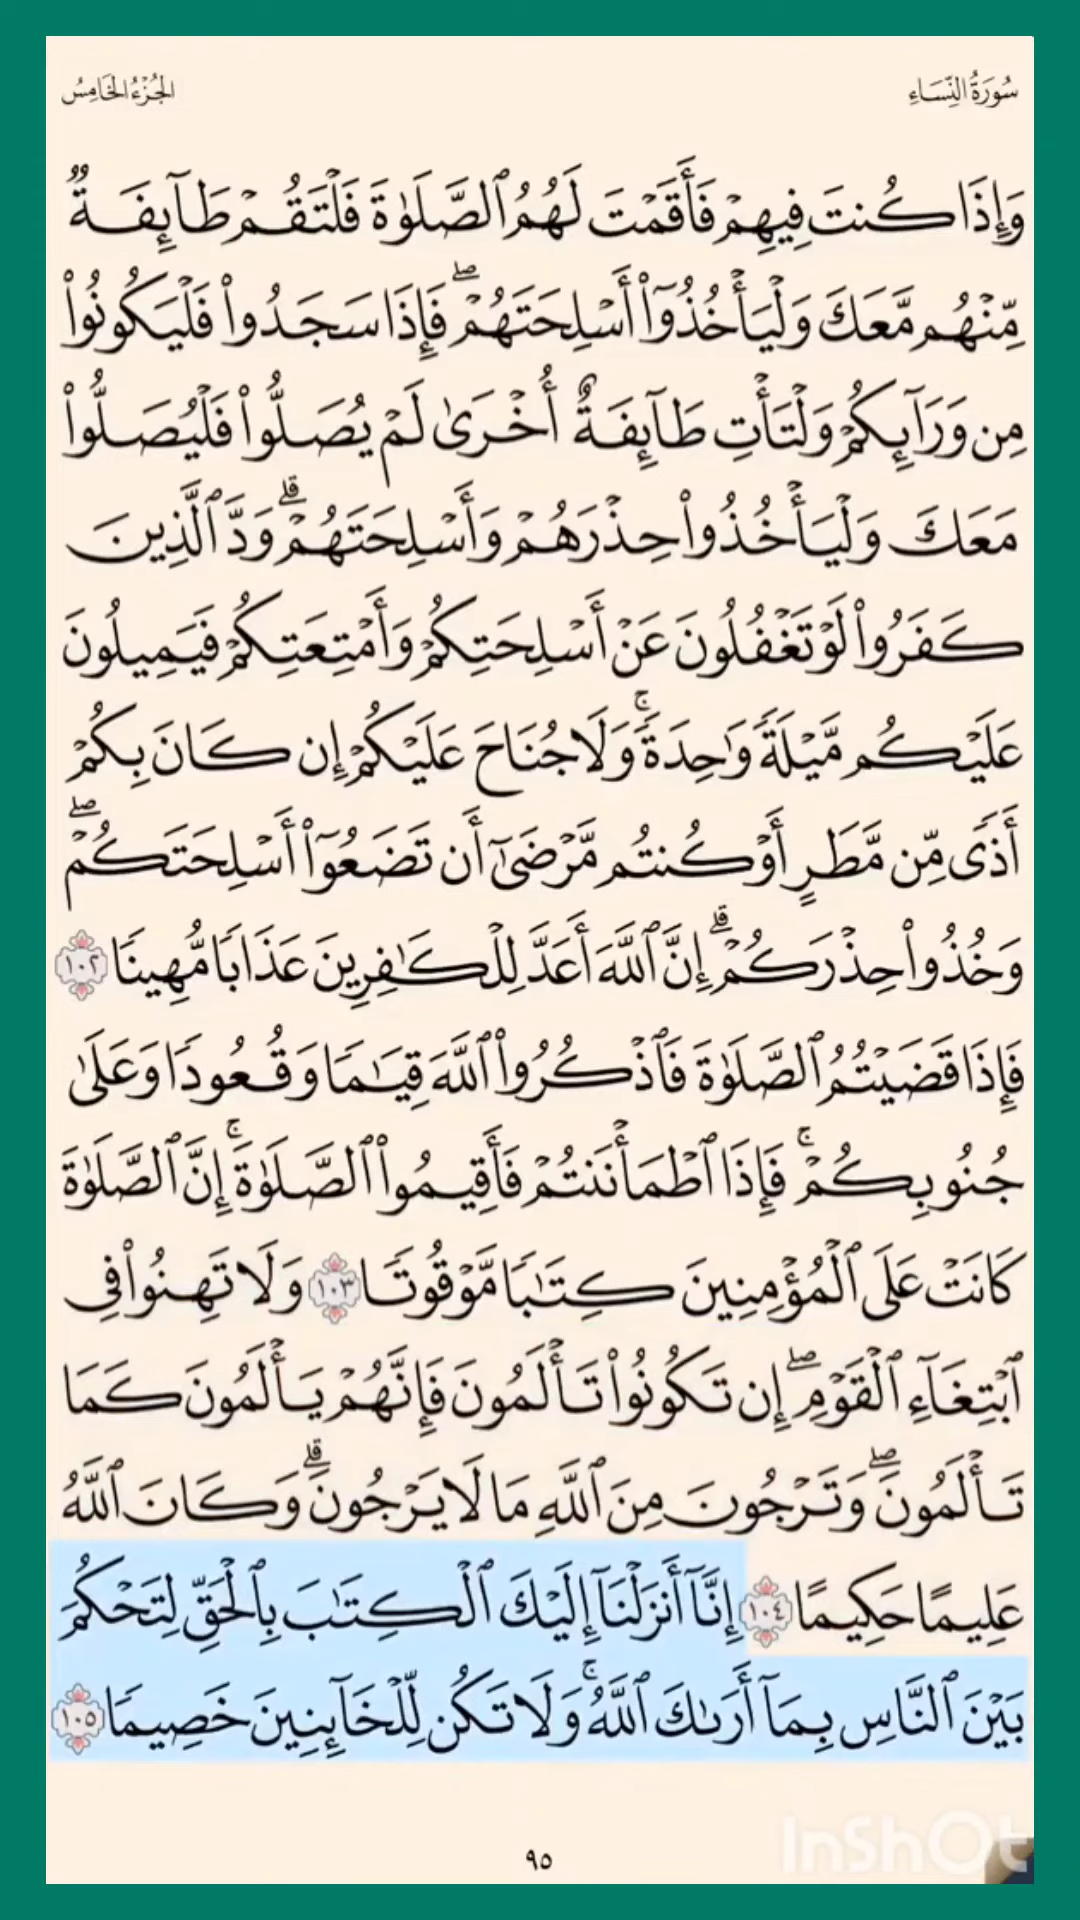 سُورَةُ النِّسَاءِ
الجُزْءُ الخَامِسُ
وَإِذَا كُنتَ فِيهِمْ فَأَقَمْتَ لَهُمُ ٱلصَّلَوٰةَ فَلْتَقُمْ طَآئِفَةٌ
مِّنْهُم مَّعَكَ وَلْيَأْخُذُوٓا۟ أَسْلِحَتَهُمْ ۖ فَإِذَا سَجَدُوا۟ فَلْيَكُونُوا۟
مِن وَرَآئِكُمْ وَلْتَأْتِ طَآئِفَةٌ أُخْرَىٰ لَمْ يُصَلُّوا۟ فَلْيُصَلُّوا۟
مَعَكَ وَلْيَأْخُذُوا۟ حِذْرَهُمْ وَأَسْلِحَتَهُمْ ۗ وَدَّ ٱلَّذِينَ
كَفَرُوا۟ لَوْ تَغْفُلُونَ عَنْ أَسْلِحَتِكُمْ وَأَمْتِعَتِكُمْ فَيَمِيلُونَ
عَلَيْكُم مَّيْلَةً وَٰحِدَةً ۚ وَلَا جُنَاحَ عَلَيْكُمْ إِن كَانَ بِكُمْ
أَذًى مِّن مَّطَرٍ أَوْ كُنتُم مَّرْضَىٰٓ أَن تَضَعُوٓا۟ أَسْلِحَتَكُمْ ۖ
وَخُذُوا۟ حِذْرَكُمْ ۗ إِنَّ ٱللَّهَ أَعَدَّ لِلْكَٰفِرِينَ عَذَابًا مُّهِينًا ١٠٢
فَإِذَا قَضَيْتُمُ ٱلصَّلَوٰةَ فَٱذْكُرُوا۟ ٱللَّهَ قِيَٰمًا وَقُعُودًا وَعَلَىٰ
جُنُوبِكُمْ ۚ فَإِذَا ٱطْمَأْنَنتُمْ فَأَقِيمُوا۟ ٱلصَّلَوٰةَ ۚ إِنَّ ٱلصَّلَوٰةَ
كَانَتْ عَلَى ٱلْمُؤْمِنِينَ كِتَٰبًا مَّوْقُوتًا ١٠٣ وَلَا تَهِنُوا۟ فِى
ٱبْتِغَآءِ ٱلْقَوْمِ ۖ إِن تَكُونُوا۟ تَأْلَمُونَ فَإِنَّهُمْ يَأْلَمُونَ كَمَا
تَأْلَمُونَ ۖ وَتَرْجُونَ مِنَ ٱللَّهِ مَا لَا يَرْجُونَ ۗ وَكَانَ ٱللَّهُ
عَلِيمًا حَكِيمًا ١٠٤ إِنَّآ أَنزَلْنَآ إِلَيْكَ ٱلْكِتَٰبَ بِٱلْحَقِّ لِتَحْكُمَ
بَيْنَ ٱلنَّاسِ بِمَآ أَرَىٰكَ ٱللَّهُ ۚ وَلَا تَكُن لِّلْخَآئِنِينَ خَصِيمًا ١٠٥
٩٥
InShOt